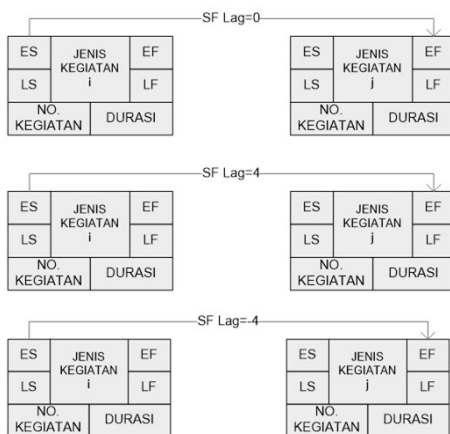 SF Lag=0
ES JENIS KEGIATAN i EF
LS LF
NO. KEGIATAN DURASI
ES JENIS KEGIATAN j EF
LS LF
NO. KEGIATAN DURASI
SF Lag=4
ES JENIS KEGIATAN i EF
LS LF
NO. KEGIATAN DURASI
ES JENIS KEGIATAN j EF
LS LF
NO. KEGIATAN DURASI
SF Lag=-4
ES JENIS KEGIATAN i EF
LS LF
NO. KEGIATAN DURASI
ES JENIS KEGIATAN j EF
LS LF
NO. KEGIATAN DURASI